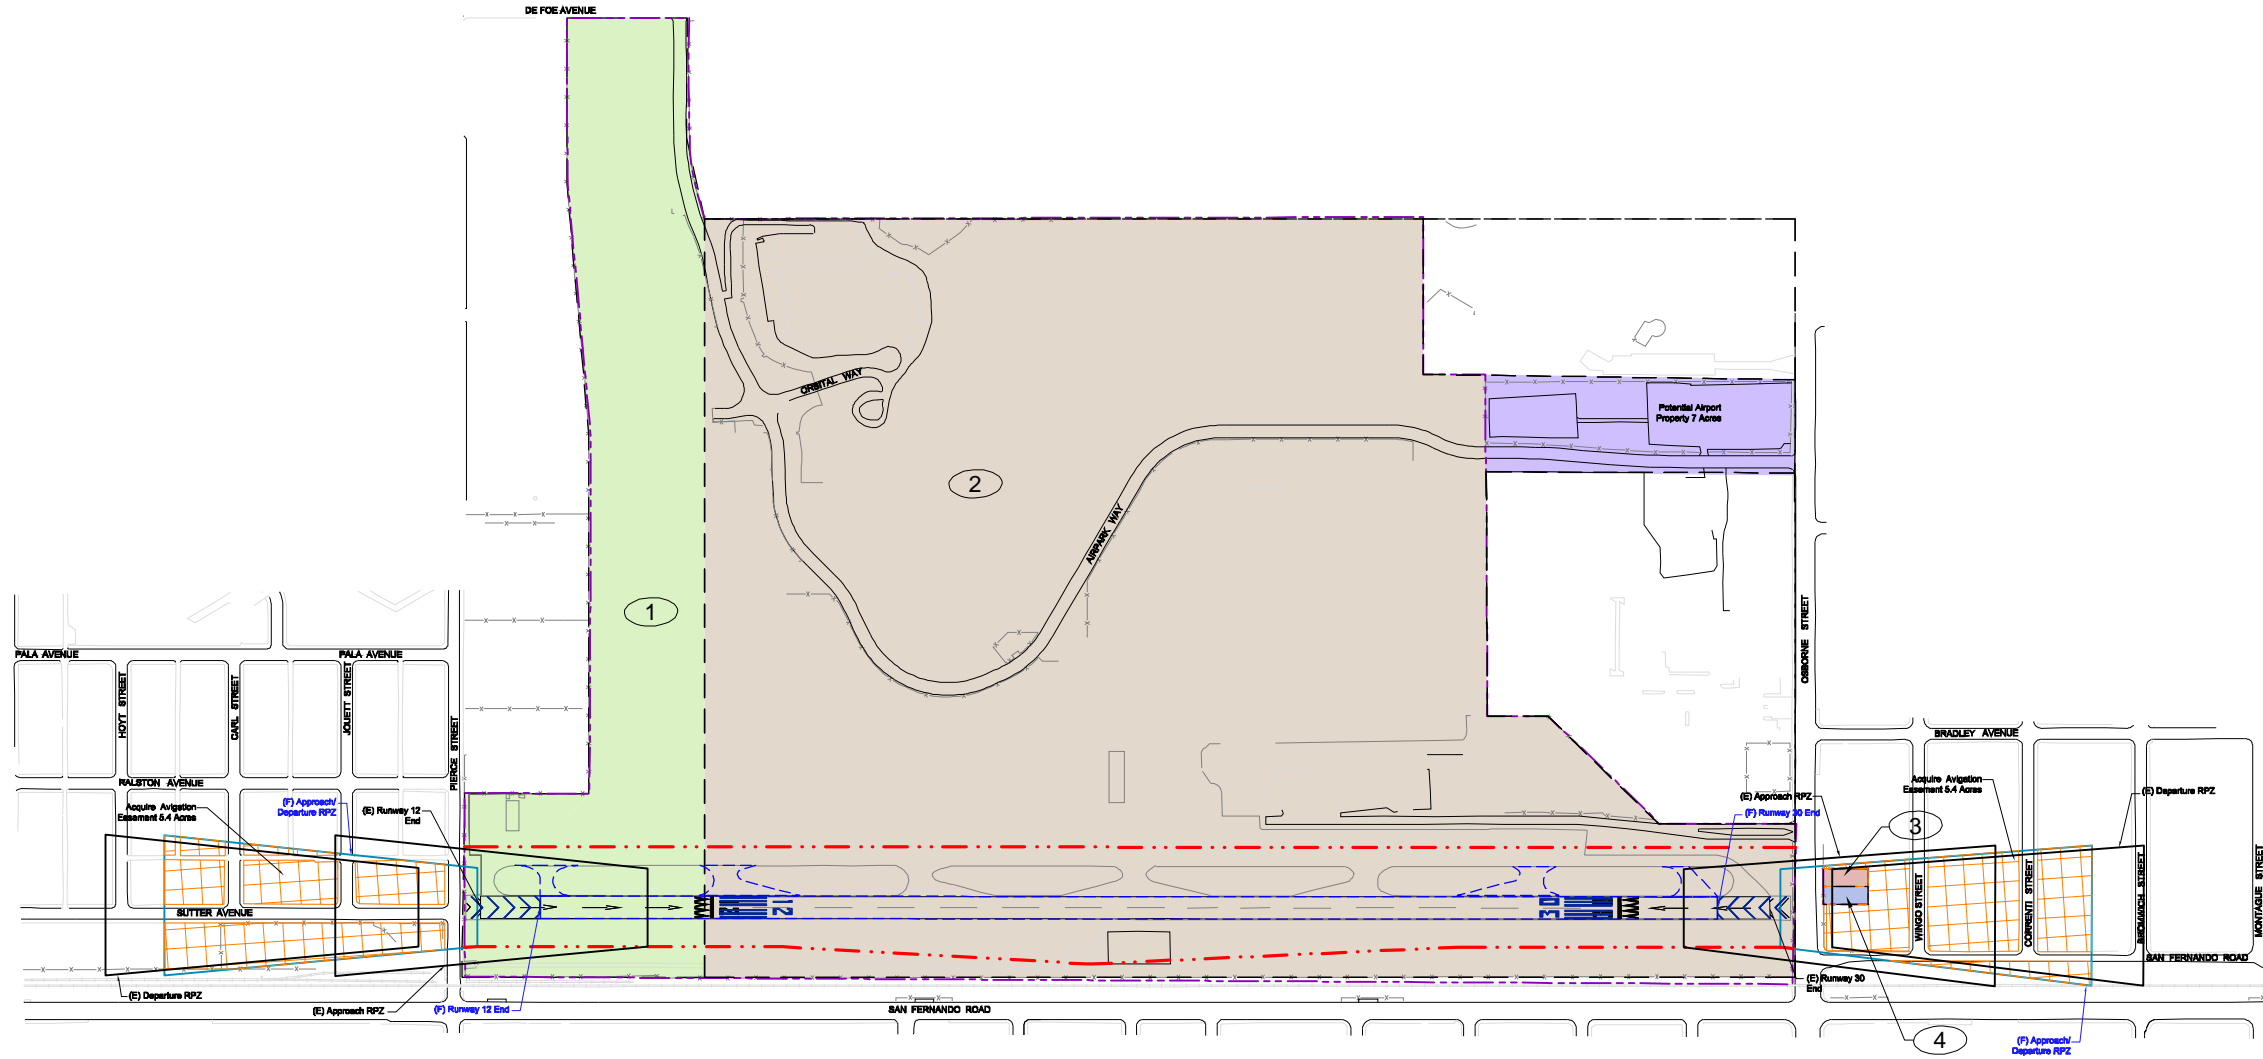 DE FOE AVENUE
ORBITAL WAY
Potential Airport
Property 7 Acres
2
AIRPARK WAY
1
OSBORNE STREET
PALA AVENUE
PALA AVENUE
HOYT STREET
CARL STREET
JOUETT STREET
PIERCE STREET
BRADLEY AVENUE
RALSTON AVENUE
Acquire Avigation
Easement 5.4 Acres
(F) Approach/
Departure RPZ
(E) Runway 12
End
Acquire Avigation
Easement 5.4 Acres
(E) Approach RPZ
(E) Departure RPZ
(F) Runway 30 End
3
SUTTER AVENUE
12
30
WINGO STREET
CORRENTI STREET
BROMWICH STREET
MONTAGUE STREET
SAN FERNANDO ROAD
(E) Runway 30
End
(E) Departure RPZ
(E) Approach RPZ
(F) Runway 12 End
SAN FERNANDO ROAD
4
(F) Approach/
Departure RPZ